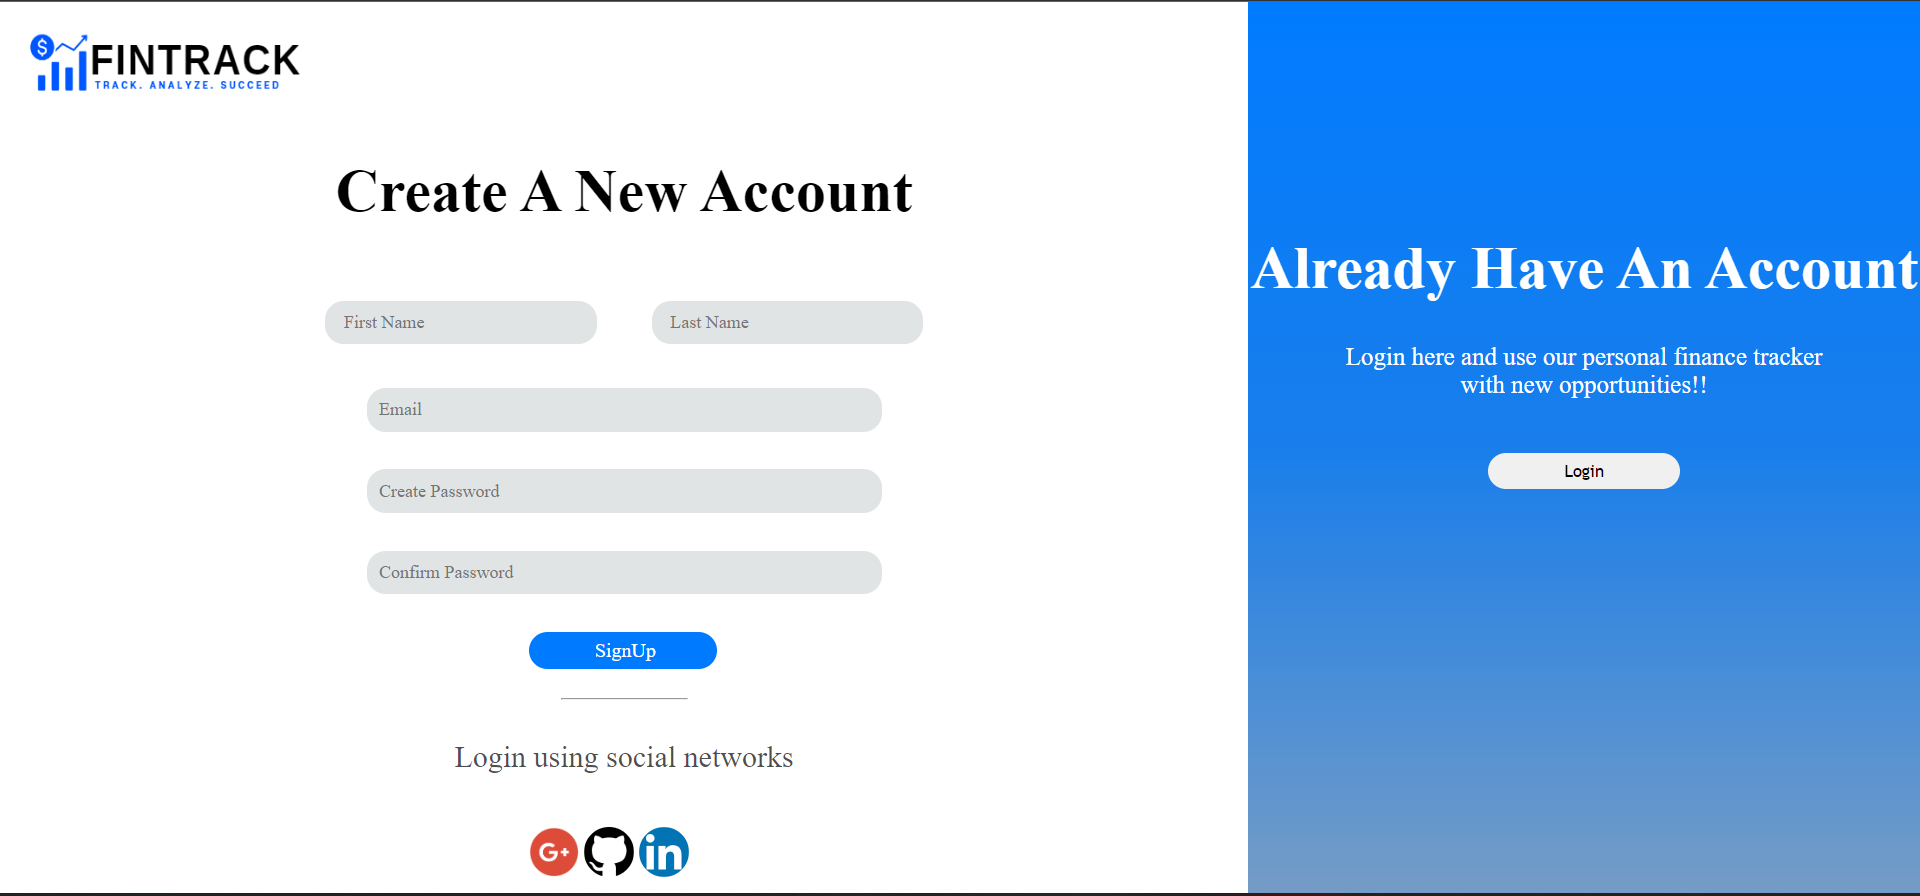 $
FINTRACK
TRACK. ANALYZE. SUCCEED
Create A New Account
First Name
Last Name
Email
Create Password
Confirm Password
SignUp
Login using social networks
G+
in
Already Have An Account
Login here and use our personal finance tracker
with new opportunities!!
Login